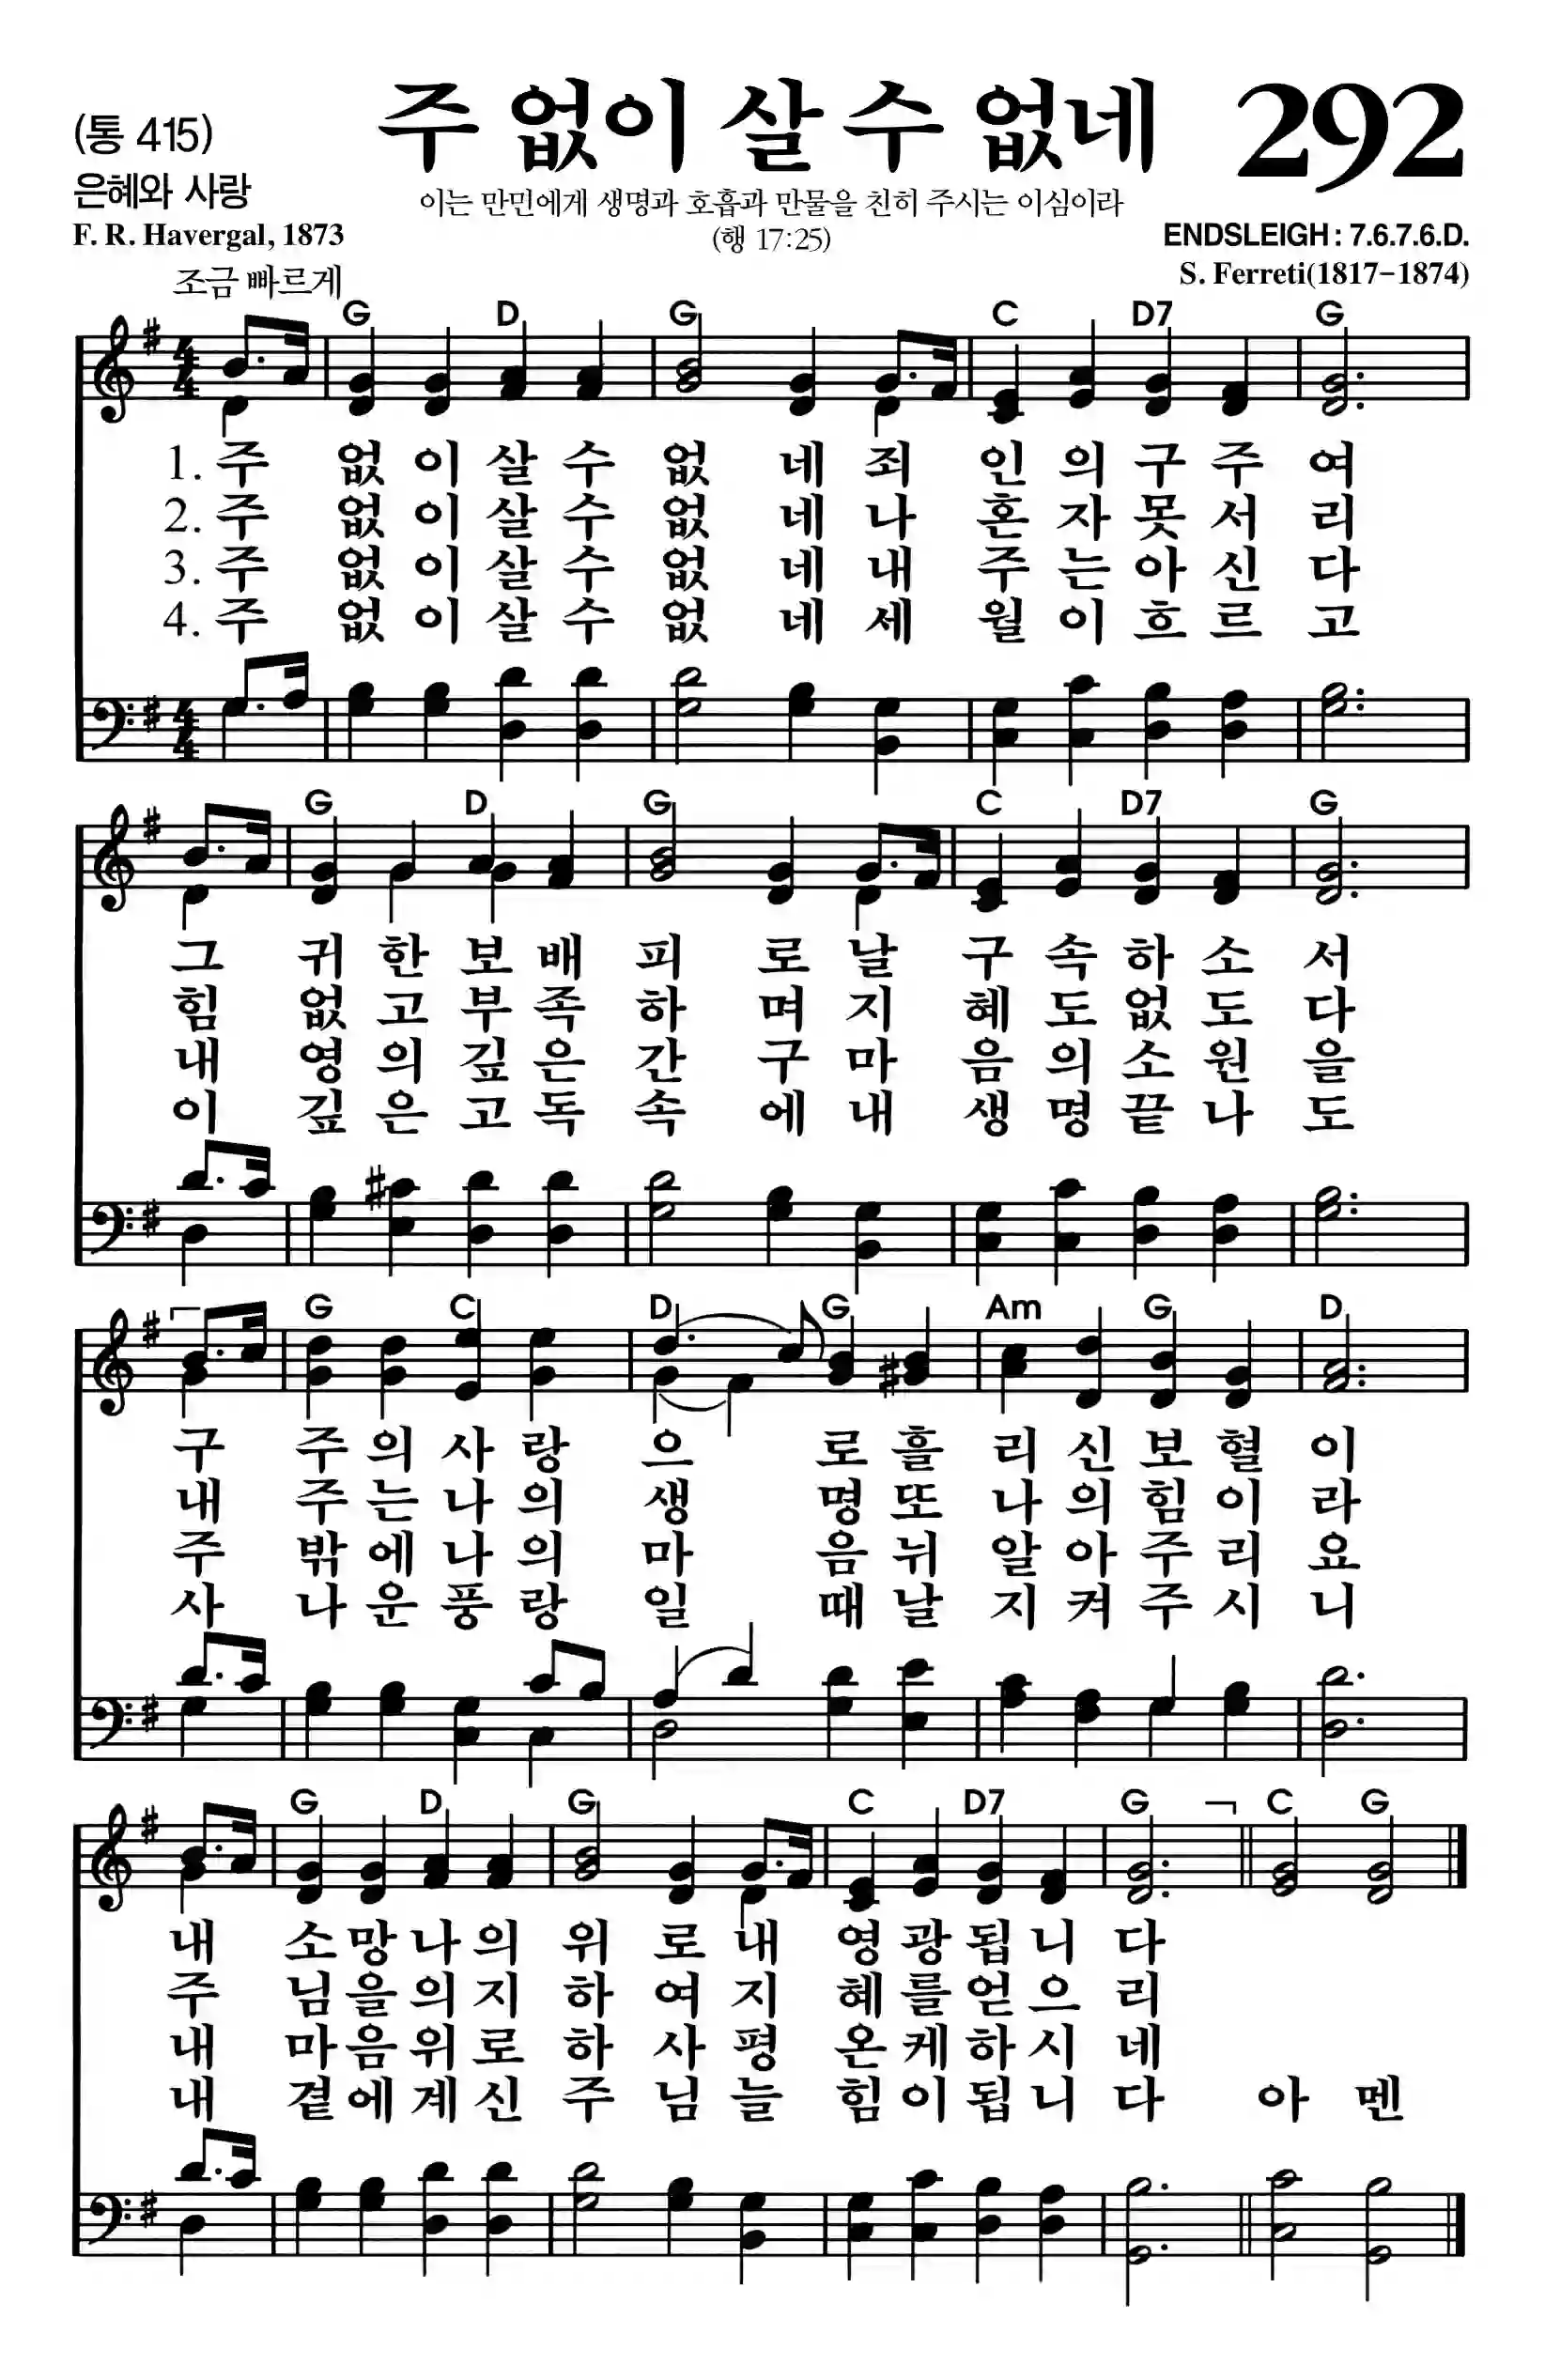 (통 415)
주 없이 살 수 없네
292
은혜와 사랑
이는 만민에게 생명과 호흡과 만물을 친히 주시는 이심이라
F. R. Havergal, 1873
(행 17:25)
ENDSLEIGH : 7.6.7.6.D.
조금 빠르게
S. Ferreti(1817-1874)
G D G C D7 G
1. 주 없 이 살 수 없 네 죄 인 의 구 주 여
2. 주 없 이 살 수 없 네 나 혼 자 못 서 리
3. 주 없 이 살 수 없 네 내 주 는 아 신 다
4. 주 없 이 살 수 없 네 세 월 이 흐 르 고
G D G C D7 G
그 귀 한 보 배 피 로 날 구 속 하 소 서
힘 없 고 부 족 하 며 지 혜 도 없 도 다
내 영 의 깊 은 간 구 마 음 의 소 원 을
이 깊 은 고 독 속 에 내 생 명 끝 나 도
G C D G Am G D
구 주 의 사 랑 으 로 흘 리 신 보 혈 이
내 주 는 나 의 생 명 또 나 의 힘 이 라
주 밖 에 나 의 마 음 뉘 알 아 주 리 요
사 나 운 풍 랑 일 때 날 지 켜 주 시 니
G D G C D7 G C G
내 소 망 나 의 위 로 내 영 광 됩 니 다
주 님 을 의 지 하 여 지 혜 를 얻 으 리
내 마 음 위 로 하 사 평 온 케 하 시 네
내 곁 에 계 신 주 님 늘 힘 이 됩 니 다 아 멘